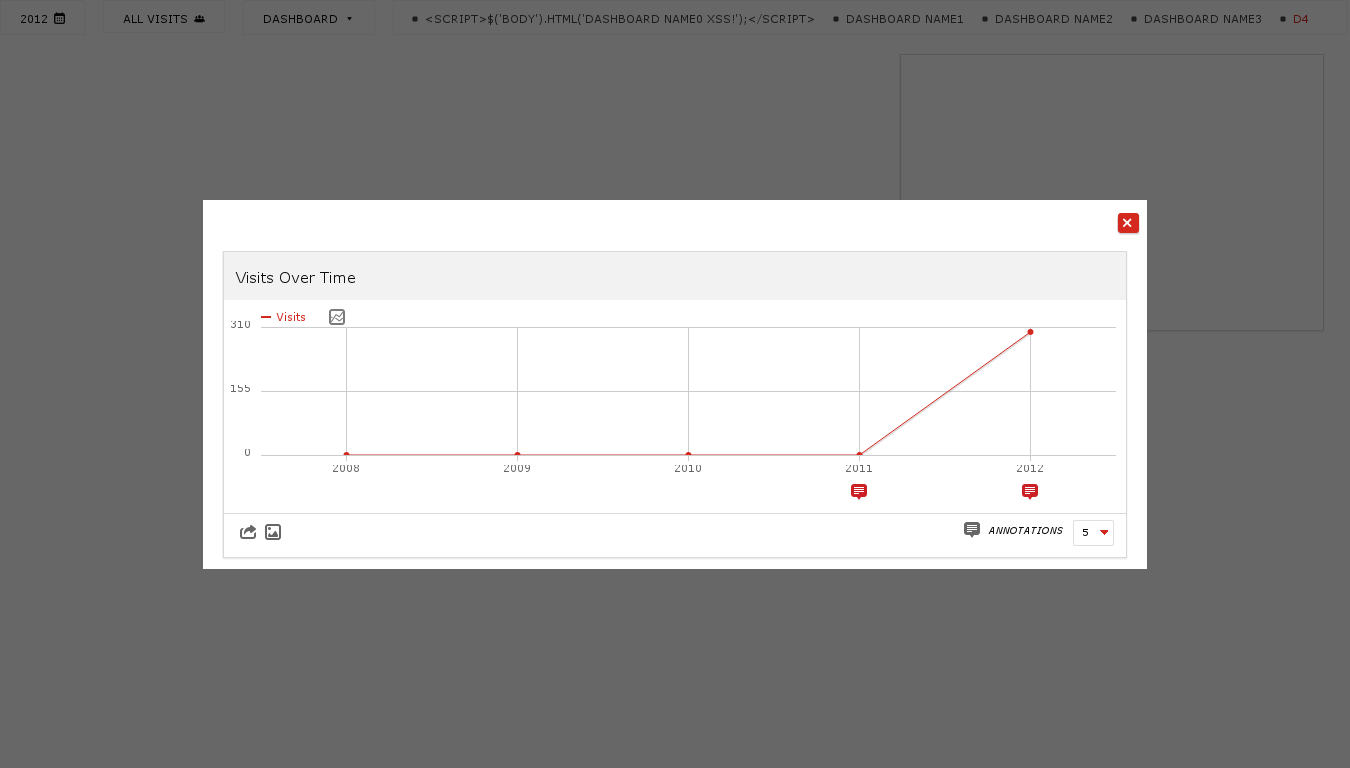 2012 ALL VISITS DASHBOARD <SCRIPT>$('BODY').HTML('DASHBOARD NAME0 XSS!');</SCRIPT> DASHBOARD NAME1 DASHBOARD NAME2 DASHBOARD NAME3 D4
Visits Over Time
Visits
310
155
0
2008 2009 2010 2011 2012
ANNOTATIONS 5